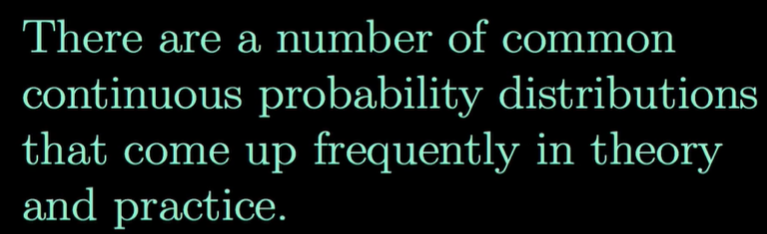 There are a number of common
continuous probability distributions
that come up frequently in theory
and practice.